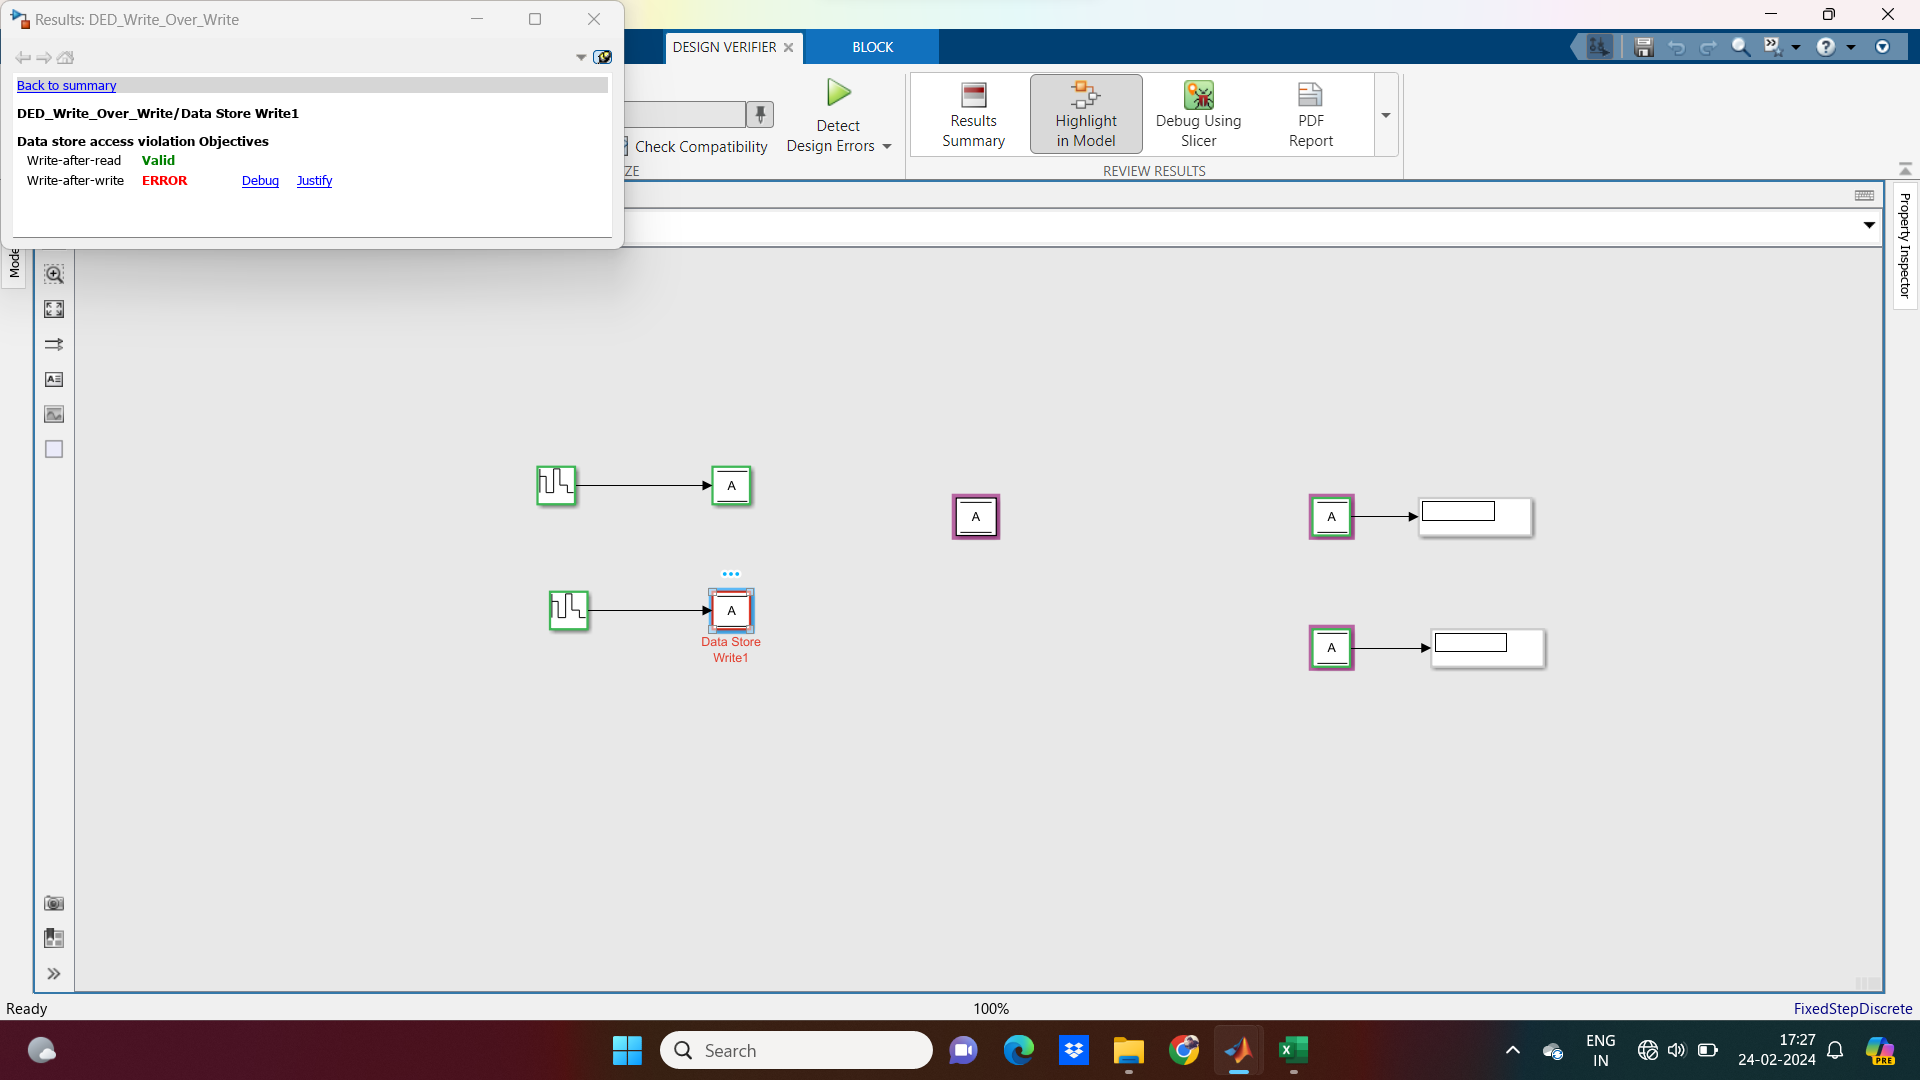 Results: DED_Write_Over_Write
Back to summary
DED_Write_Over_Write/Data Store Write1
Data store access violation Objectives
Write-after-read Valid
Write-after-write ERROR Debug Justify
DESIGN VERIFIER
BLOCK
Check Compatibility
Detect
Design Errors
ZE
Results
Summary
Highlight
in Model
Debug Using
Slicer
PDF
Report
REVIEW RESULTS
Property Inspector
Mode
A
A
A
A
Data Store
Write1
A
A
Ready
100%
FixedStepDiscrete
Search
ENG
IN
17:27
24-02-2024
PRE